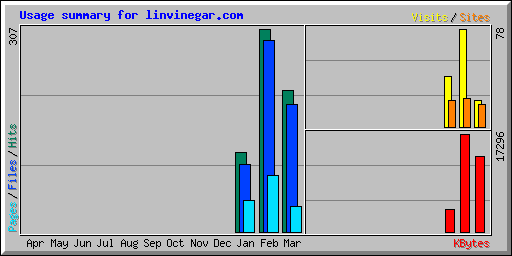 Usage summary for linvinegar.com
Visits/Sites
307
78
Pages/Files/Hits
17296
Apr May Jun Jul Aug Sep Oct Nov Dec Jan Feb Mar
KBytes